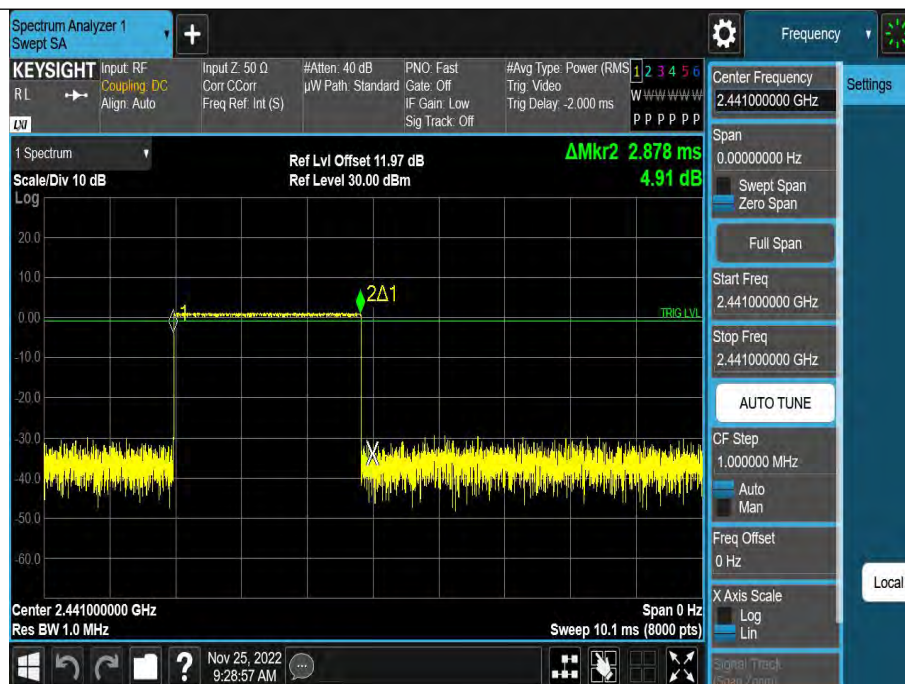 Spectrum Analyzer 1
Swept SA
+
Frequency
KEYSIGHT
RL
LXI
Input: RF
Coupling: DC
Align: Auto
Input Z: 50 Ω
Corr CCorr
Freq Ref: Int (S)
#Atten: 40 dB
µW Path: Standard
PNO: Fast
Gate: Off
IF Gain: Low
Sig Track: Off
#Avg Type: Power (RMS
Trig: Video
Trig Delay: -2.000 ms
1 2 3 4 5 6
W W W W W W
P P P P P P
1 Spectrum
Scale/Div 10 dB
Ref Lvl Offset 11.97 dB
Ref Level 30.00 dBm
ΔMkr2 2.878 ms
4.91 dB
Log
20.0
10.0
0.00
-10.0
-20.0
-30.0
-40.0
-50.0
-60.0
1
2Δ1
TRIG LVL
X
Center 2.441000000 GHz
Res BW 1.0 MHz
Span 0 Hz
Sweep 10.1 ms (8000 pts)
Center Frequency
2.441000000 GHz
Settings
Span
0.00000000 Hz
Swept Span
Zero Span
Full Span
Start Freq
2.441000000 GHz
Stop Freq
2.441000000 GHz
AUTO TUNE
CF Step
1.000000 MHz
Auto
Man
Freq Offset
0 Hz
Local
X Axis Scale
Log
Lin
Signal Track
(Span Zoom)
?
Nov 25, 2022
9:28:57 AM